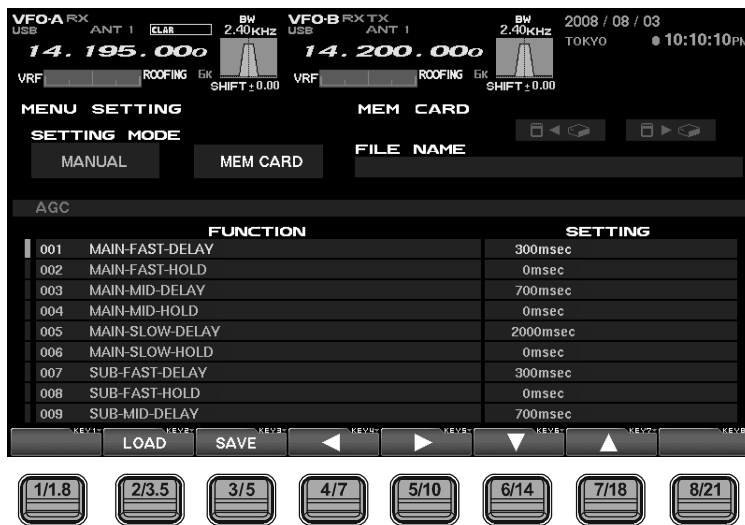 VFO-A RX VFO-B RX TX 2008 / 08 / 03
USB ANT 1 CLAR BW 2.40KHZ USB ANT 1 BW 2.40KHZ TOKYO 10:10:10PM
14. 195. 000 14. 200. 000
VRF ROOFING 6K SHIFT±0.00 VRF ROOFING 6K SHIFT±0.00
MENU SETTING MEM CARD
SETTING MODE
MANUAL MEM CARD FILE NAME
AGC
FUNCTION SETTING
001 MAIN-FAST-DELAY 300msec
002 MAIN-FAST-HOLD 0msec
003 MAIN-MID-DELAY 700msec
004 MAIN-MID-HOLD 0msec
005 MAIN-SLOW-DELAY 2000msec
006 MAIN-SLOW-HOLD 0msec
007 SUB-FAST-DELAY 300msec
008 SUB-FAST-HOLD 0msec
009 SUB-MID-DELAY 700msec
KEY1 KEY2 KEY3 KEY4 KEY5 KEY6 KEY7 KEY8
LOAD SAVE
1/1.8 2/3.5 3/5 4/7 5/10 6/14 7/18 8/21